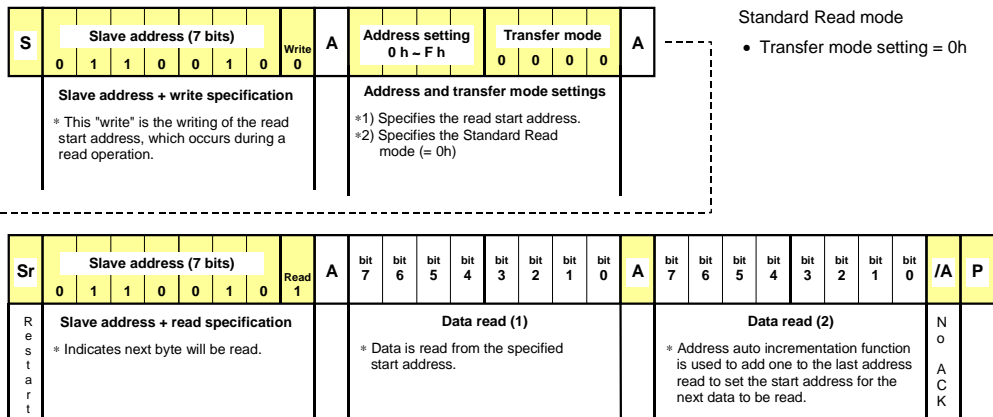 Standard Read mode
• Transfer mode setting = 0h
S Slave address (7 bits) Write A Address setting 0 h ~ F h Transfer mode A
0 1 1 0 0 1 0 0 0 0 0 0
Slave address + write specification
* This "write" is the writing of the read
start address, which occurs during a
read operation.
Address and transfer mode settings
*1) Specifies the read start address.
*2) Specifies the Standard Read
mode (= 0h)
Sr Slave address (7 bits) Read A bit 7 bit 6 bit 5 bit 4 bit 3 bit 2 bit 1 bit 0 A bit 7 bit 6 bit 5 bit 4 bit 3 bit 2 bit 1 bit 0 /A P
0 1 1 0 0 1 0 1
Restart
Slave address + read specification
* Indicates next byte will be read.
Data read (1)
* Data is read from the specified
start address.
Data read (2)
* Address auto incrementation function
is used to add one to the last address
read to set the start address for the
next data to be read.
No ACK